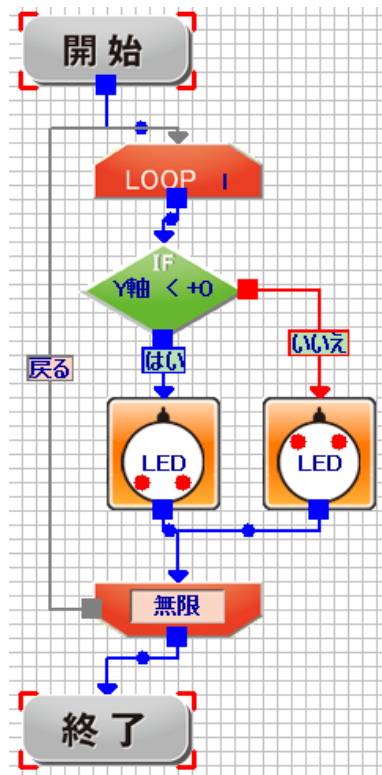 開始
LOOP I
IF
Y軸 < +0
はい
いいえ
戻る
LED
LED
無限
終了